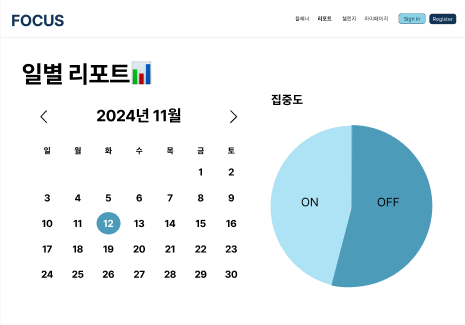 FOCUS
플래너 리포트 챌린지 마이페이지 Sign in Register
일별 리포트
2024년 11월
집중도
일 월 화 수 목 금 토
1 2
3 4 5 6 7 8 9
10 11 12 13 14 15 16
17 18 19 20 21 22 23
24 25 26 27 28 29 30
ON OFF